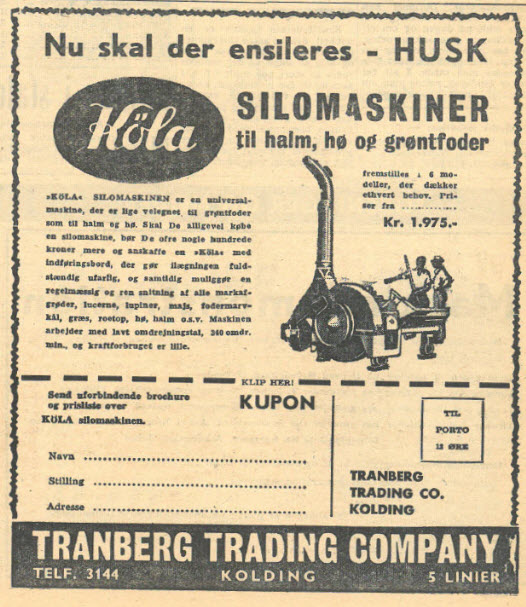 Nu skal der ensileres - HUSK
Köla
SILOMASKINER
til halm, hø og grøntfoder
fremstilles i 6 mo-
deller, der dækker
ethvert behov. Pri-
ser fra ..............
Kr. 1.975.-
»KÖLA« SILOMASKINEN er en universal-
maskine, der er lige velegnet til grøntfoder
som til halm og hø. Skal De alligevel købe
en silomaskine, bør De ofre nogle hundrede
kroner mere og anskaffe en »Köla« med
indføringsbord, der gør ilægningen fuld-
stændig ufarlig, og samtidig muliggør en
regelmæssig og ren snitning af alle markaf-
grøder, lucerne, lupiner, majs, fodermarv-
kål, græs, roetop, hø, halm o.s.v. Maskinen
arbejder med lavt omdrejningstal, 340 omdr.
min., og kraftforbruget er lille.
KLIP HER!
Send uforbindende brochure
og prisliste over
KÖLA silomaskinen.
KUPON
TIL
PORTO
12 ØRE
Navn
Stilling
Adresse
TRANBERG
TRADING CO.
KOLDING
TRANBERG TRADING COMPANY
TELF. 3144 KOLDING 5 LINIER